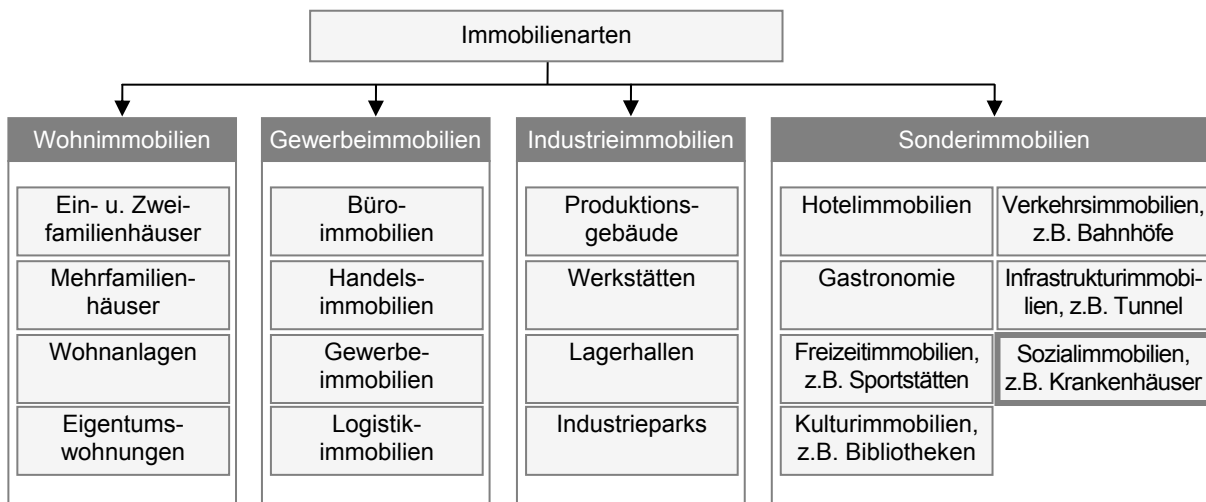 Immobilienarten
Wohnimmobilien
Ein- u. Zwei-
familienhäuser
Mehrfamilien-
häuser
Wohnanlagen
Eigentums-
wohnungen
Gewerbeimmobilien
Büro-
immobilien
Handels-
immobilien
Gewerbe-
immobilien
Logistik-
immobilien
Industrieimmobilien
Produktions-
gebäude
Werkstätten
Lagerhallen
Industrieparks
Sonderimmobilien
Hotelimmobilien
Gastronomie
Freizeitimmobilien,
z.B. Sportstätten
Kulturimmobilien,
z.B. Bibliotheken
Verkehrsimmobilien,
z.B. Bahnhöfe
Infrastrukturimmobi-
lien, z.B. Tunnel
Sozialimmobilien,
z.B. Krankenhäuser